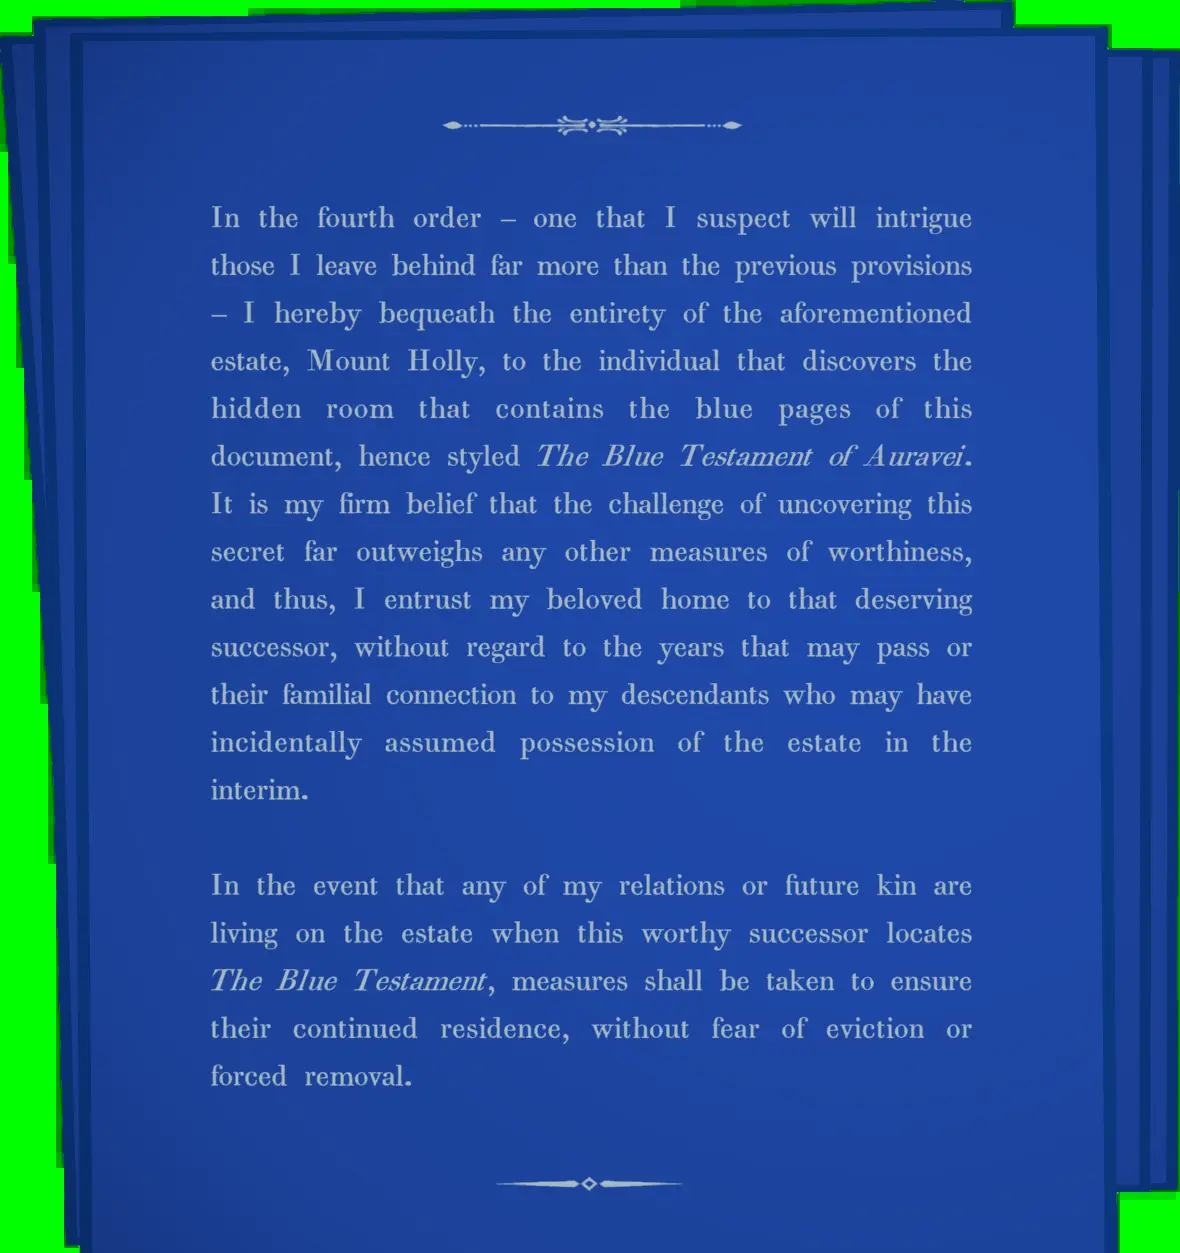 In the fourth order – one that I suspect will intrigue
those I leave behind far more than the previous provisions
– I hereby bequeath the entirety of the aforementioned
estate, Mount Holly, to the individual that discovers the
hidden room that contains the blue pages of this
document, hence styled The Blue Testament of Auravei.
It is my firm belief that the challenge of uncovering this
secret far outweighs any other measures of worthiness,
and thus, I entrust my beloved home to that deserving
successor, without regard to the years that may pass or
their familial connection to my descendants who may have
incidentally assumed possession of the estate in the
interim.
In the event that any of my relations or future kin are
living on the estate when this worthy successor locates
The Blue Testament, measures shall be taken to ensure
their continued residence, without fear of eviction or
forced removal.